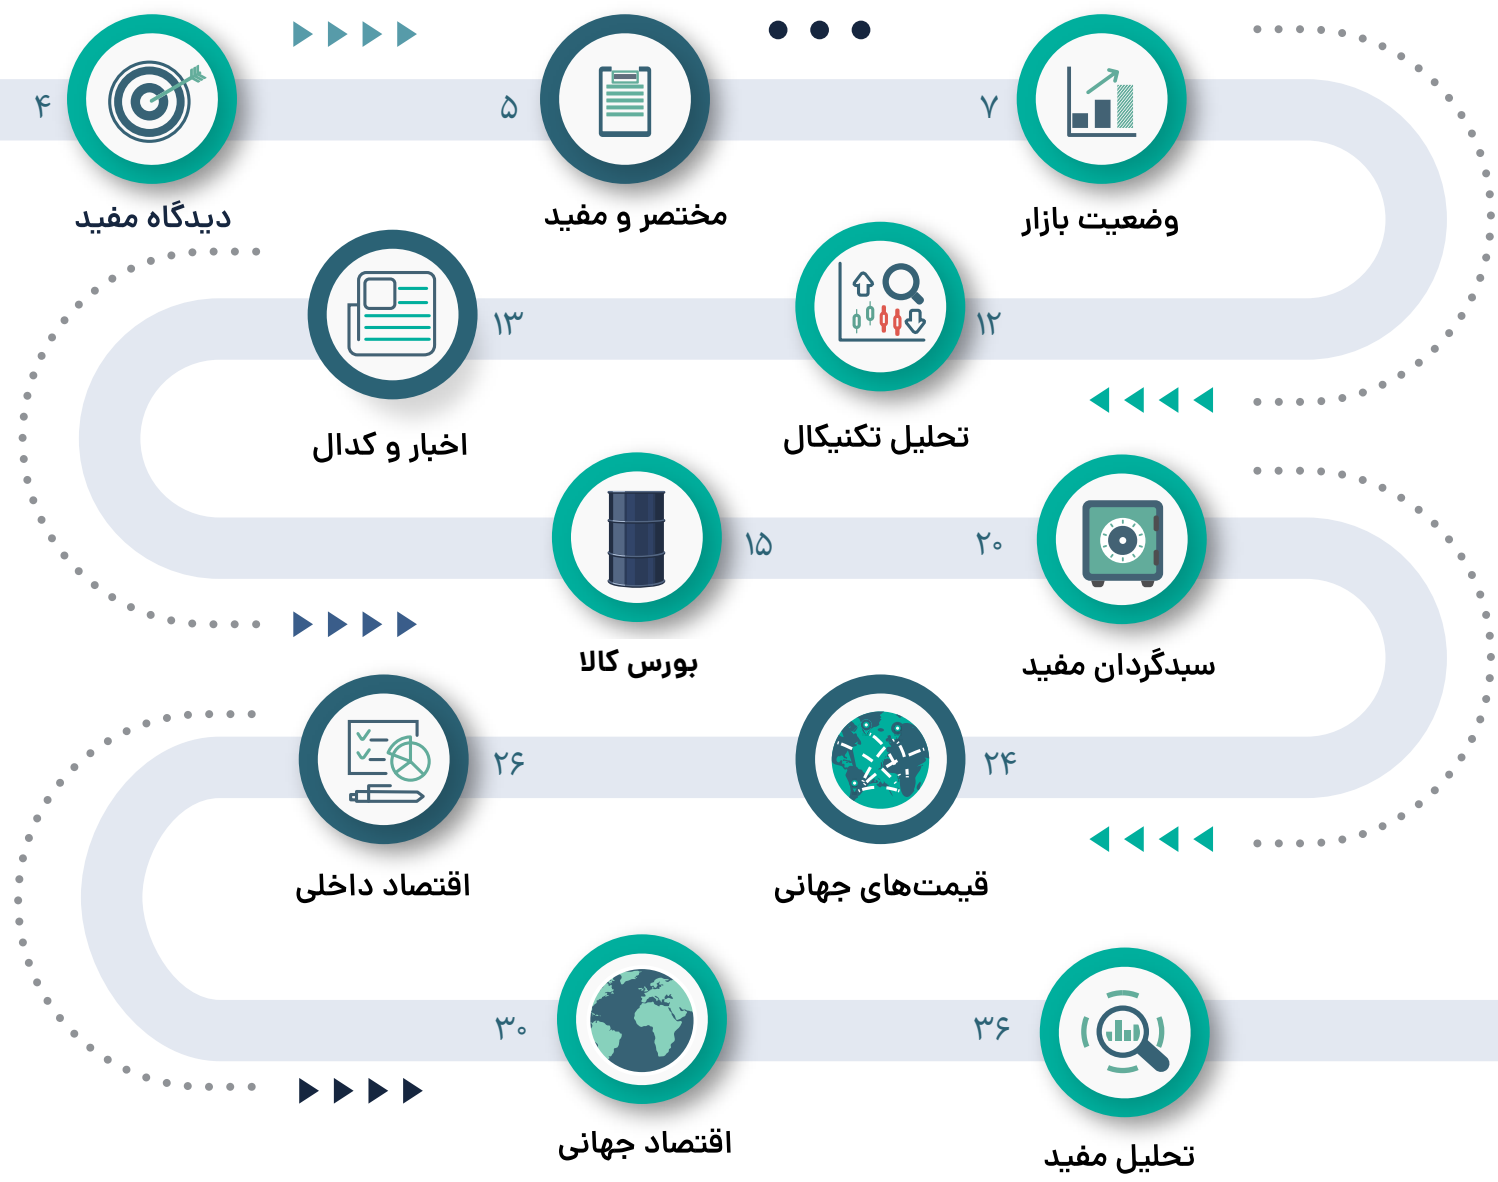 ۴
دیدگاه مفید
۵
مختصر و مفید
۷
وضعیت بازار
۱۲
تحلیل تکنیکال
۱۳
اخبار و کدال
۱۵
بورس کالا
۲۰
سبدگردان مفید
۲۴
قیمت‌های جهانی
۲۶
اقتصاد داخلی
۳۰
اقتصاد جهانی
۳۶
تحلیل مفید